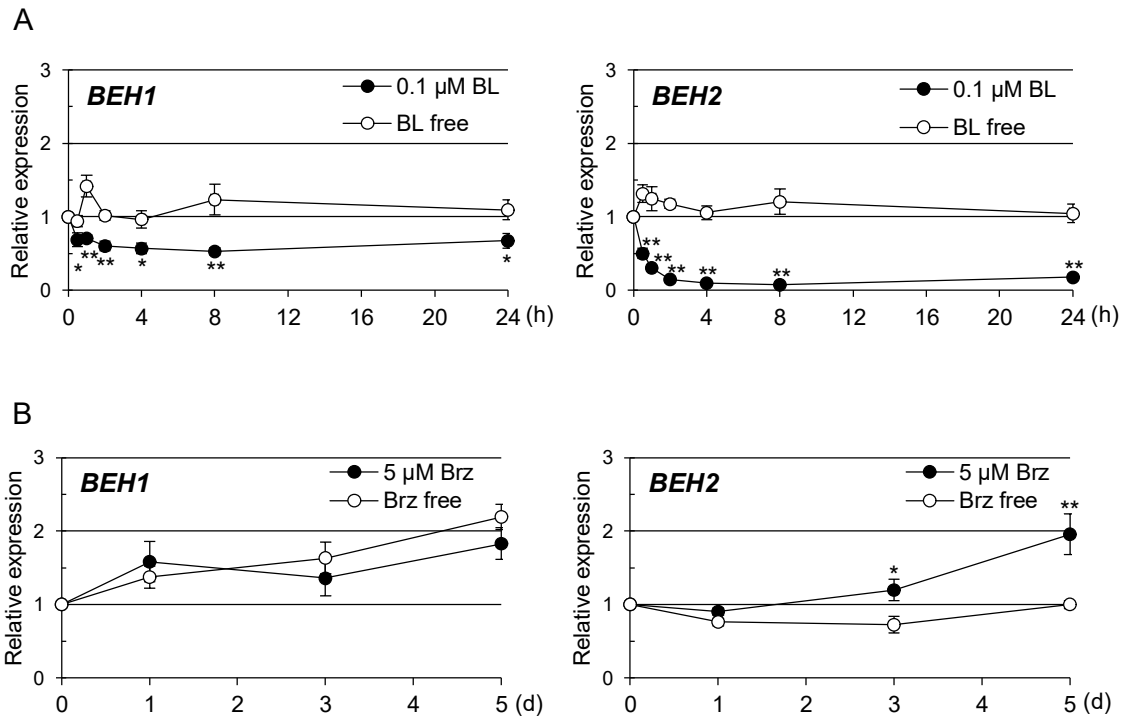 A
Relative expression
3
2
1
0
BEH1
0.1 µM BL
BL free
* ** ** * ** *
0 4 8 12 16 20 24 (h)
Relative expression
3
2
1
0
BEH2
0.1 µM BL
BL free
** ** ** ** ** **
0 4 8 12 16 20 24 (h)
B
Relative expression
3
2
1
0
BEH1
5 µM Brz
Brz free
0 1 2 3 4 5 (d)
Relative expression
3
2
1
0
BEH2
5 µM Brz
Brz free
* **
0 1 2 3 4 5 (d)